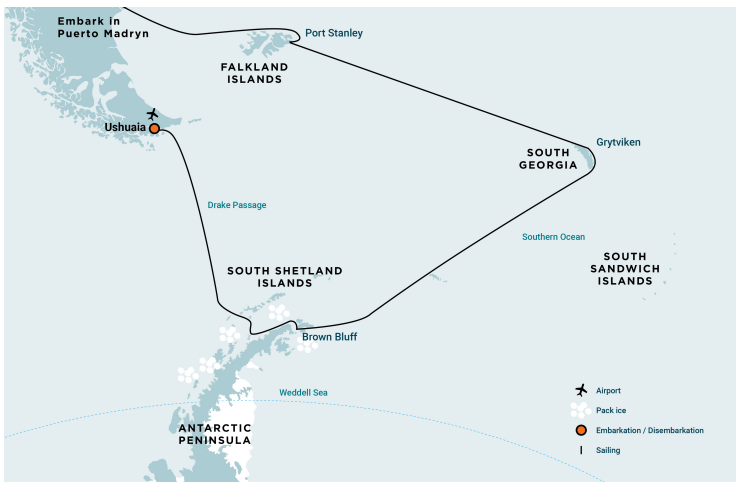 Embark in
Puerto Madryn
Port Stanley
FALKLAND
ISLANDS
Ushuaia
Grytviken
SOUTH
GEORGIA
Drake Passage
Southern Ocean
SOUTH
SANDWICH
ISLANDS
SOUTH SHETLAND
ISLANDS
Brown Bluff
Weddell Sea
ANTARCTIC
PENINSULA
Airport
Pack ice
Embarkation / Disembarkation
Sailing